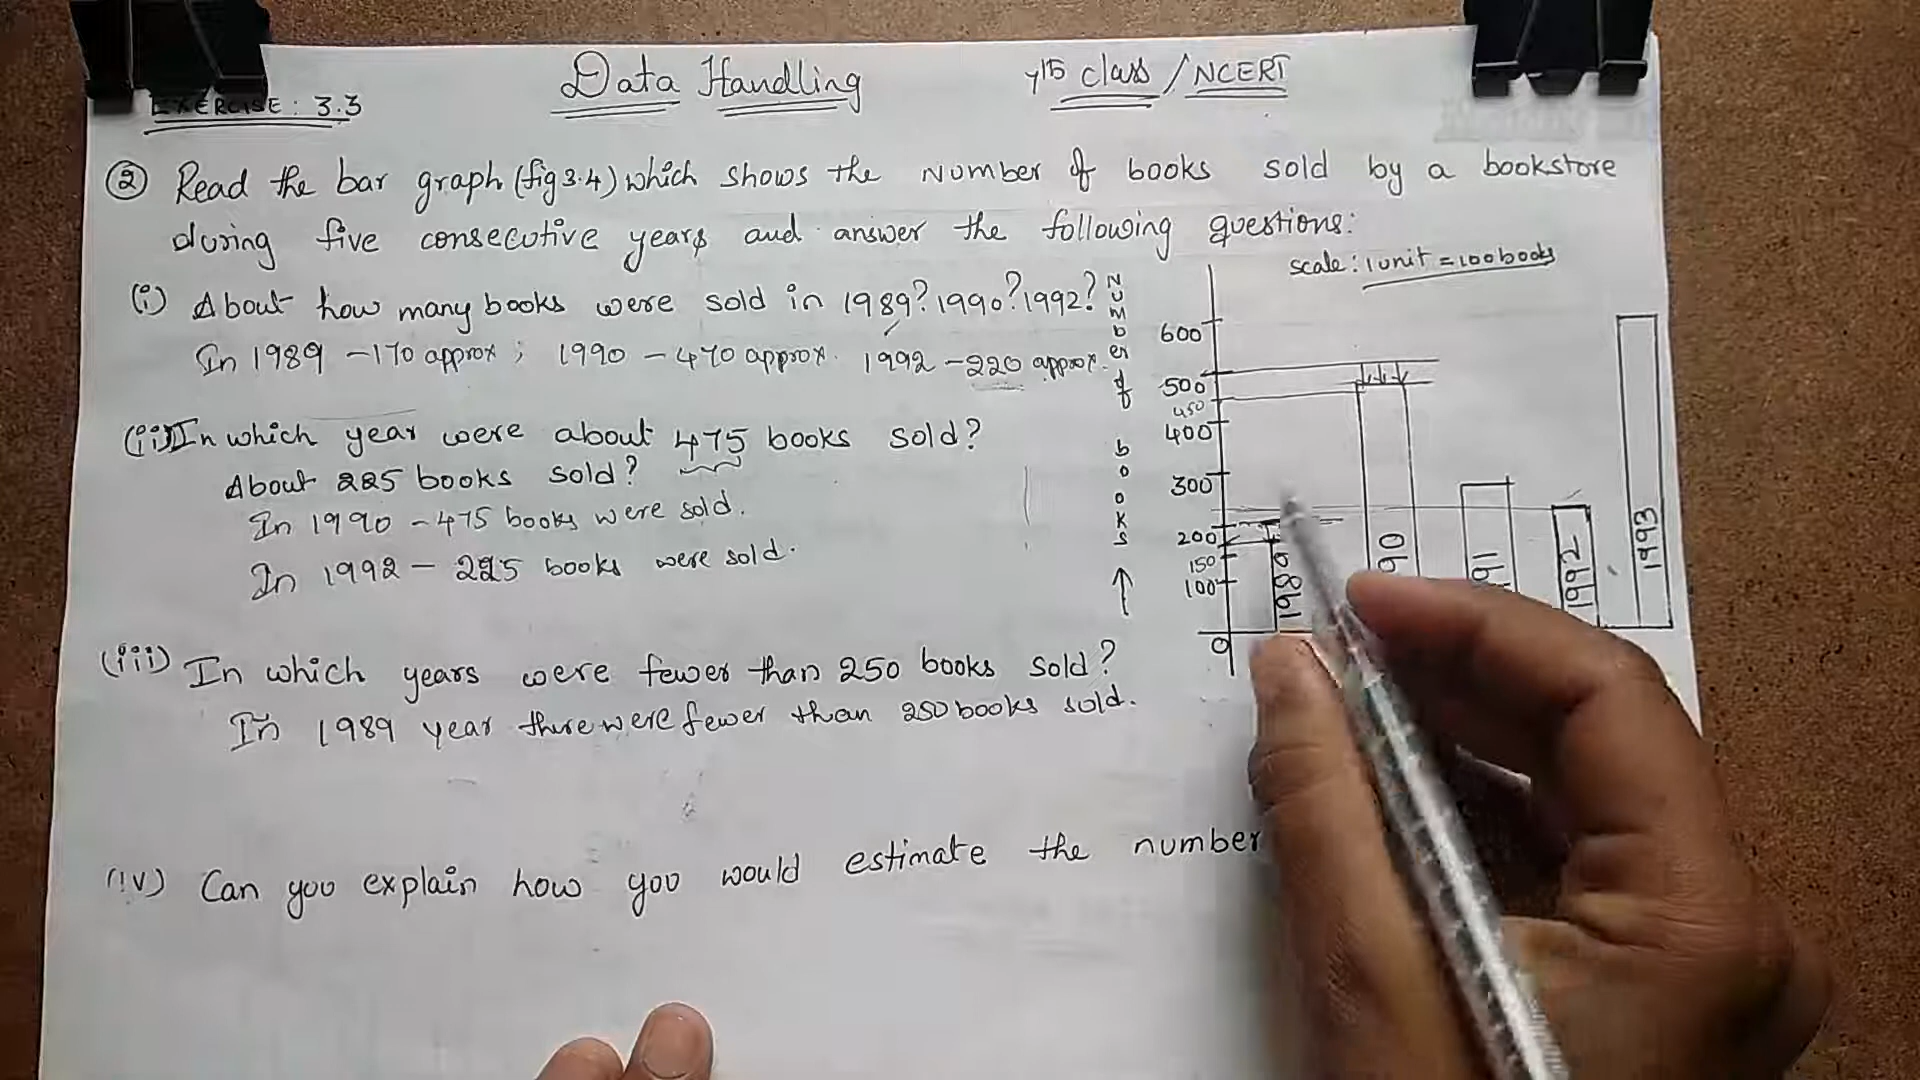 Data Handling
7th class / NCERT
EXERCISE: 3.3
② Read the bar graph (fig 3.4) which shows the number of books sold by a bookstore
during five consecutive years and answer the following questions:
(i) About how many books were sold in 1989? 1990? 1992?
In 1989 - 170 approx; 1990 - 470 approx. 1992 - 220 approx.
(ii) In which year were about 475 books sold?
About 225 books sold?
In 1990 - 475 books were sold.
In 1992 - 225 books were sold.
(iii) In which years were fewer than 250 books sold?
In 1989 year there were fewer than 250 books sold.
(iv) Can you explain how you would estimate the number
scale: 1 unit = 100 books
Number of books
600
500
450
400
300
200
150
100
0
1992
1993